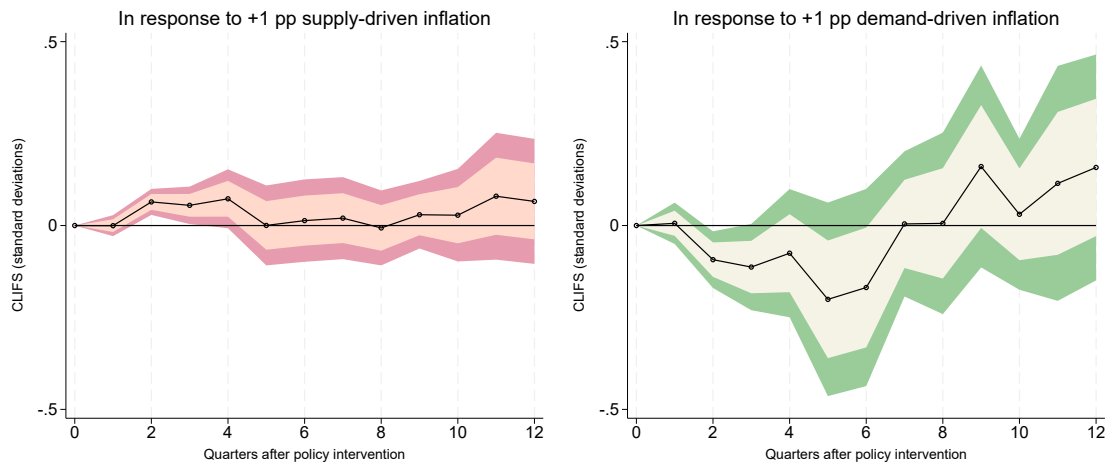 In response to +1 pp supply-driven inflation
.5
0
-.5
CLIFS (standard deviations)
0 2 4 6 8 10 12
Quarters after policy intervention
In response to +1 pp demand-driven inflation
.5
0
-.5
CLIFS (standard deviations)
0 2 4 6 8 10 12
Quarters after policy intervention